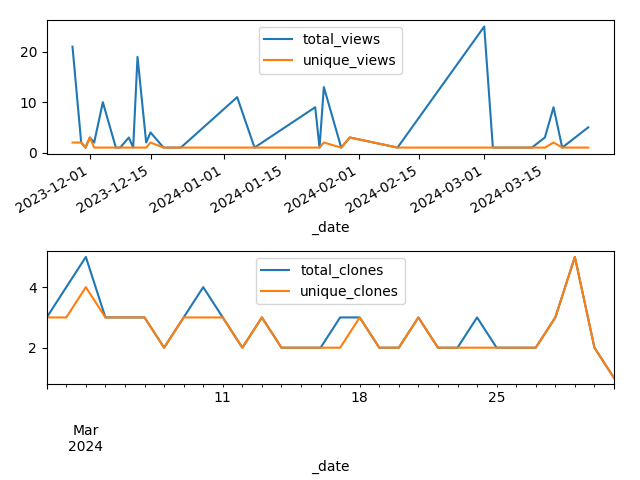 total_views
unique_views
20
10
0
2023-12-01
2023-12-15
2024-01-01
2024-01-15
2024-02-01
2024-02-15
2024-03-01
2024-03-15
_date
total_clones
unique_clones
4
2
11
18
25
Mar
2024
_date